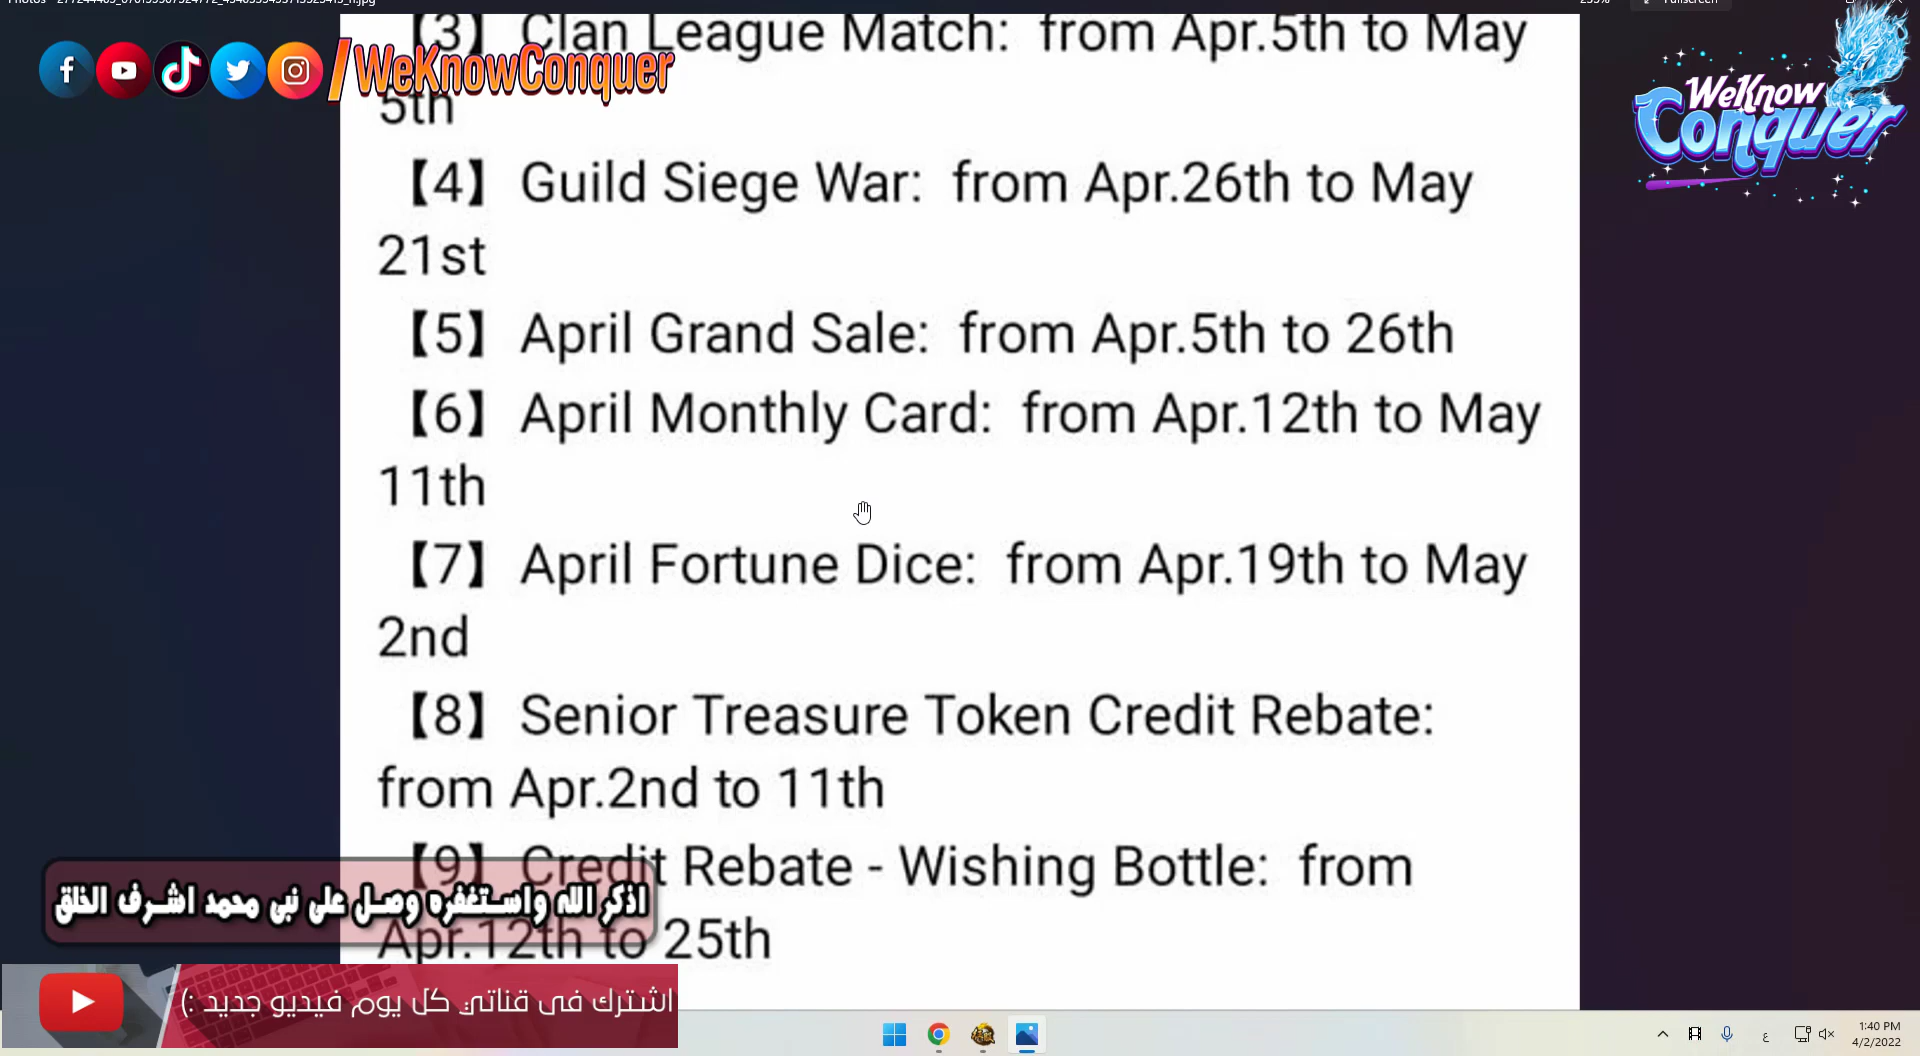 Fullscreen
/WeKnowConquer
WeKnow
Conquer
【3】 Clan League Match: from Apr.5th to May
5th
【4】 Guild Siege War: from Apr.26th to May
21st
【5】 April Grand Sale: from Apr.5th to 26th
【6】 April Monthly Card: from Apr.12th to May
11th
【7】 April Fortune Dice: from Apr.19th to May
2nd
【8】 Senior Treasure Token Credit Rebate:
from Apr.2nd to 11th
【9】 Credit Rebate - Wishing Bottle: from
Apr.12th to 25th
اذكر الله واستغفره وصل على نبي محمد اشرف الخلق
اشترك في قناتي كل يوم فيديو جديد :)
ع
1:40 PM
4/2/2022